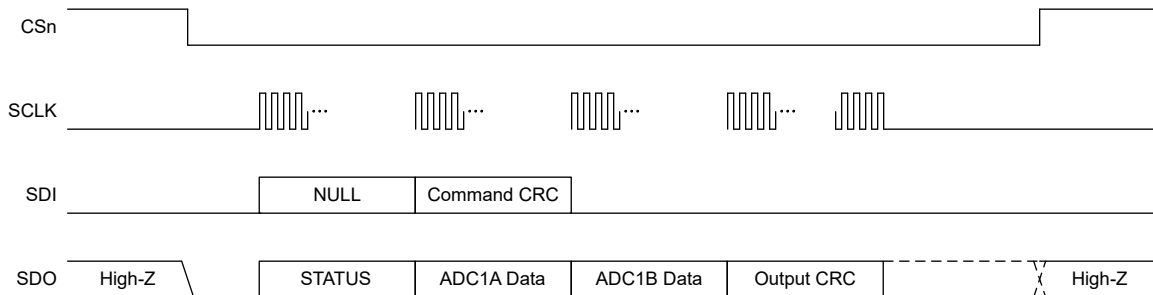 CSn
SCLK ... ... ... ...
SDI NULL Command CRC
SDO High-Z STATUS ADC1A Data ADC1B Data Output CRC High-Z